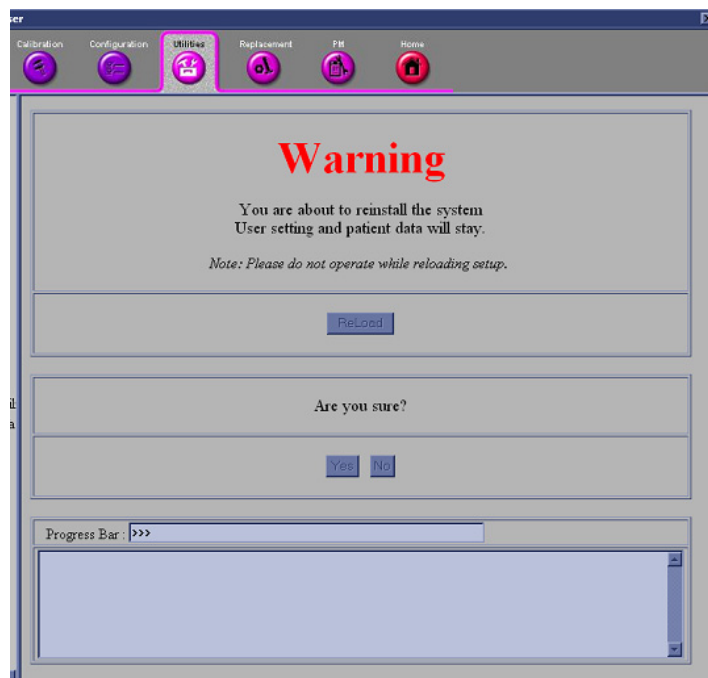 ser
Calibration Configuration Utilities Replacement PM Home
Warning
You are about to reinstall the system
User setting and patient data will stay.
Note: Please do not operate while reloading setup.
ReLoad
Are you sure?
Yes No
Progress Bar : >>>